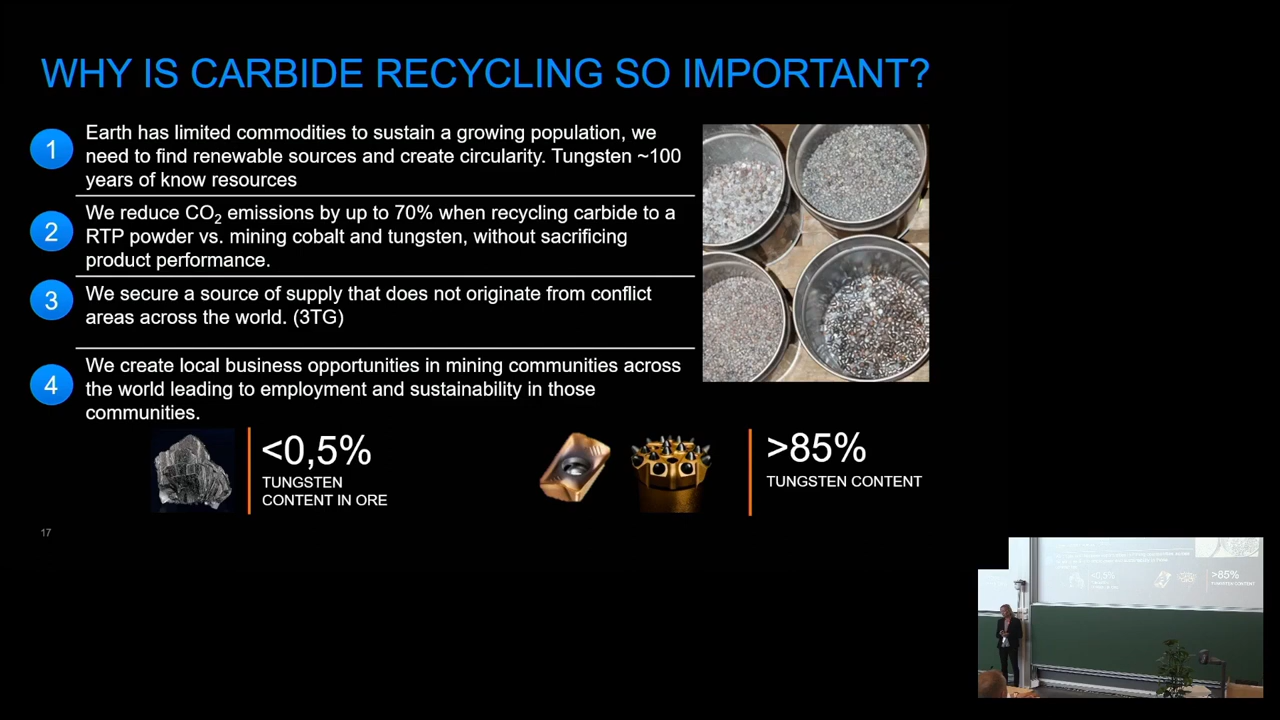 WHY IS CARBIDE RECYCLING SO IMPORTANT?
1
Earth has limited commodities to sustain a growing population, we
need to find renewable sources and create circularity. Tungsten ~100
years of know resources
2
We reduce CO₂ emissions by up to 70% when recycling carbide to a
RTP powder vs. mining cobalt and tungsten, without sacrificing
product performance.
3
We secure a source of supply that does not originate from conflict
areas across the world. (3TG)
4
We create local business opportunities in mining communities across
the world leading to employment and sustainability in those
communities.
<0,5%
TUNGSTEN
CONTENT IN ORE
>85%
TUNGSTEN CONTENT
17
<0,5%
>85%
TUNGSTEN CONTENT